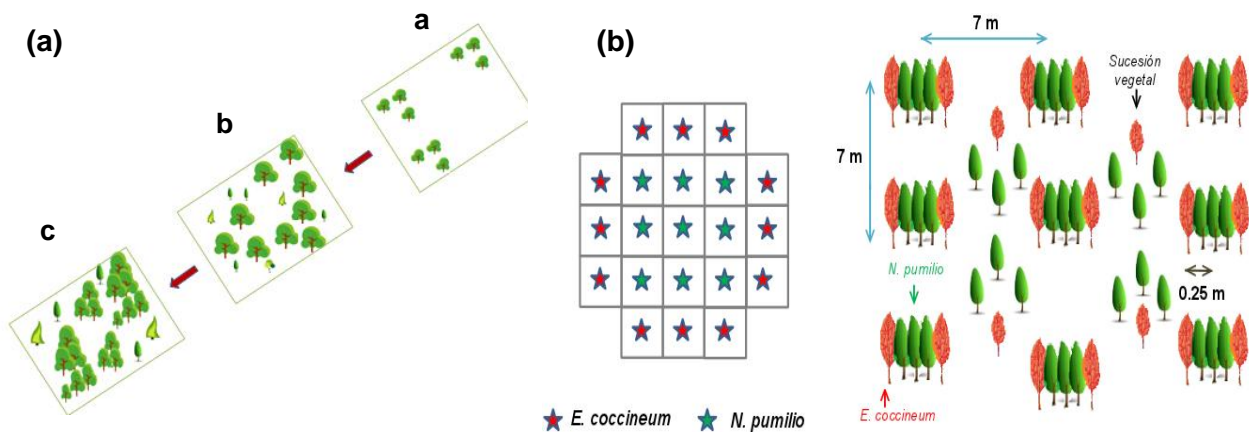 (a)
a
b
c
(b)
E. coccineum
N. pumilio
7 m
7 m
Sucesión
vegetal
N. pumilio
0.25 m
E. coccineum